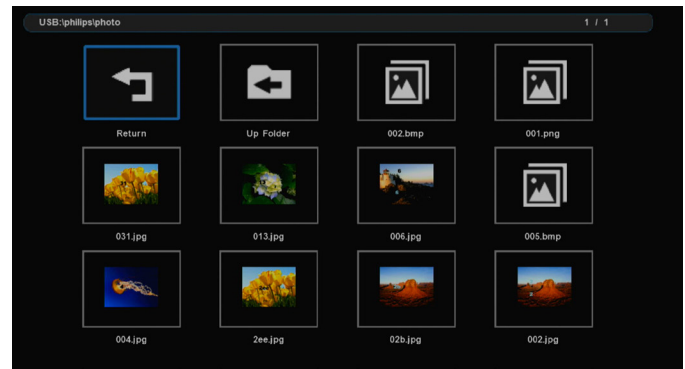 USB:\philips\photo 1 / 1
Return Up Folder 002.bmp 001.png
031.jpg 013.jpg 006.jpg 005.bmp
004.jpg 2ee.jpg 02b.jpg 002.jpg